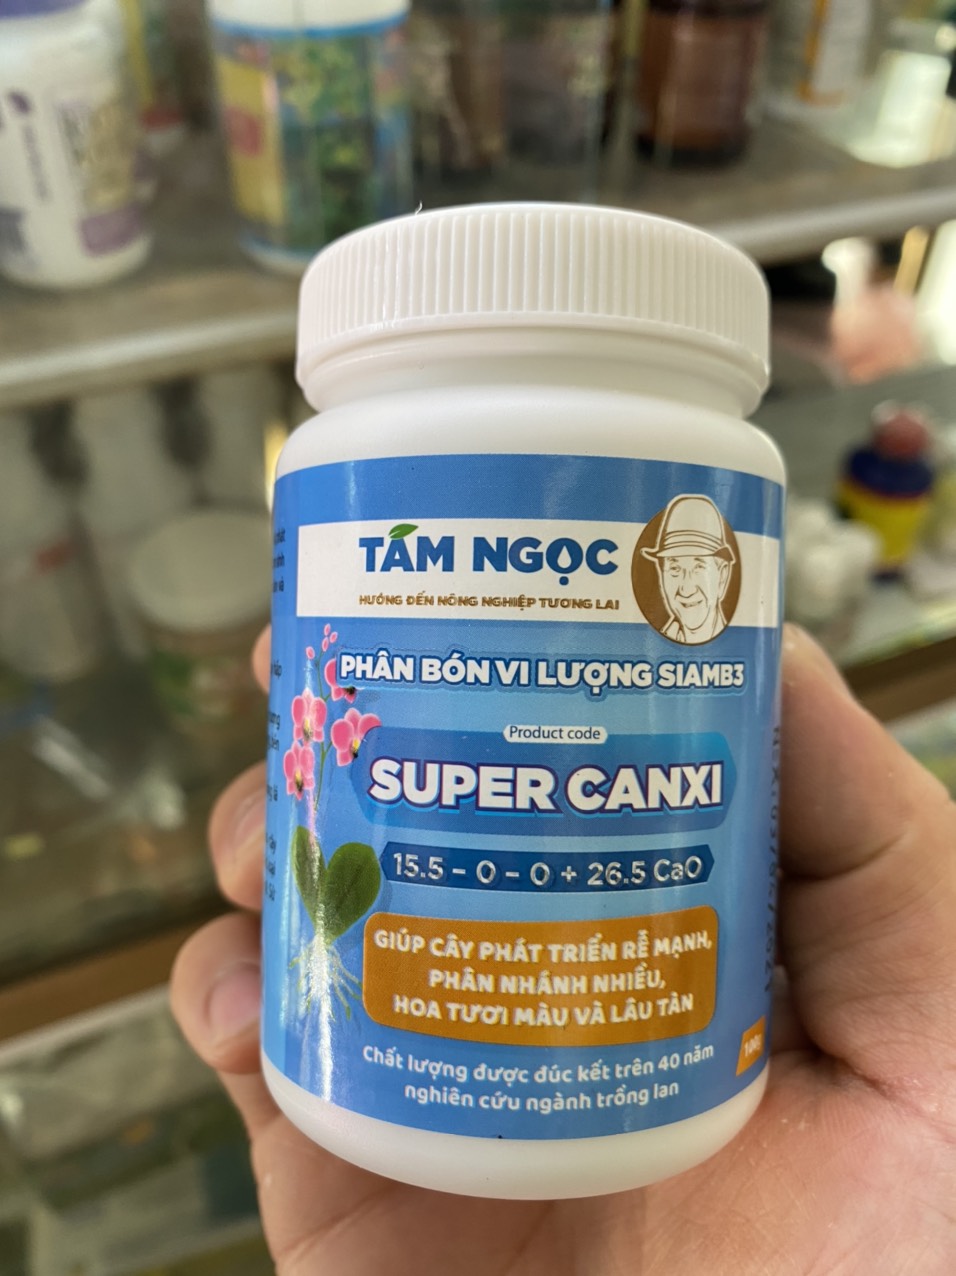 TÁM NGỌC
HƯỚNG ĐẾN NÔNG NGHIỆP TƯƠNG LAI
PHÂN BÓN VI LƯỢNG SIAMB3
Product code
SUPER CANXI
15.5 – 0 – 0 + 26.5 CaO
GIÚP CÂY PHÁT TRIỂN RỄ MẠNH,
PHÂN NHÁNH NHIỀU,
HOA TƯƠI MÀU VÀ LÂU TÀN
100g
Chất lượng được đúc kết trên 40 năm
nghiên cứu ngành trồng lan